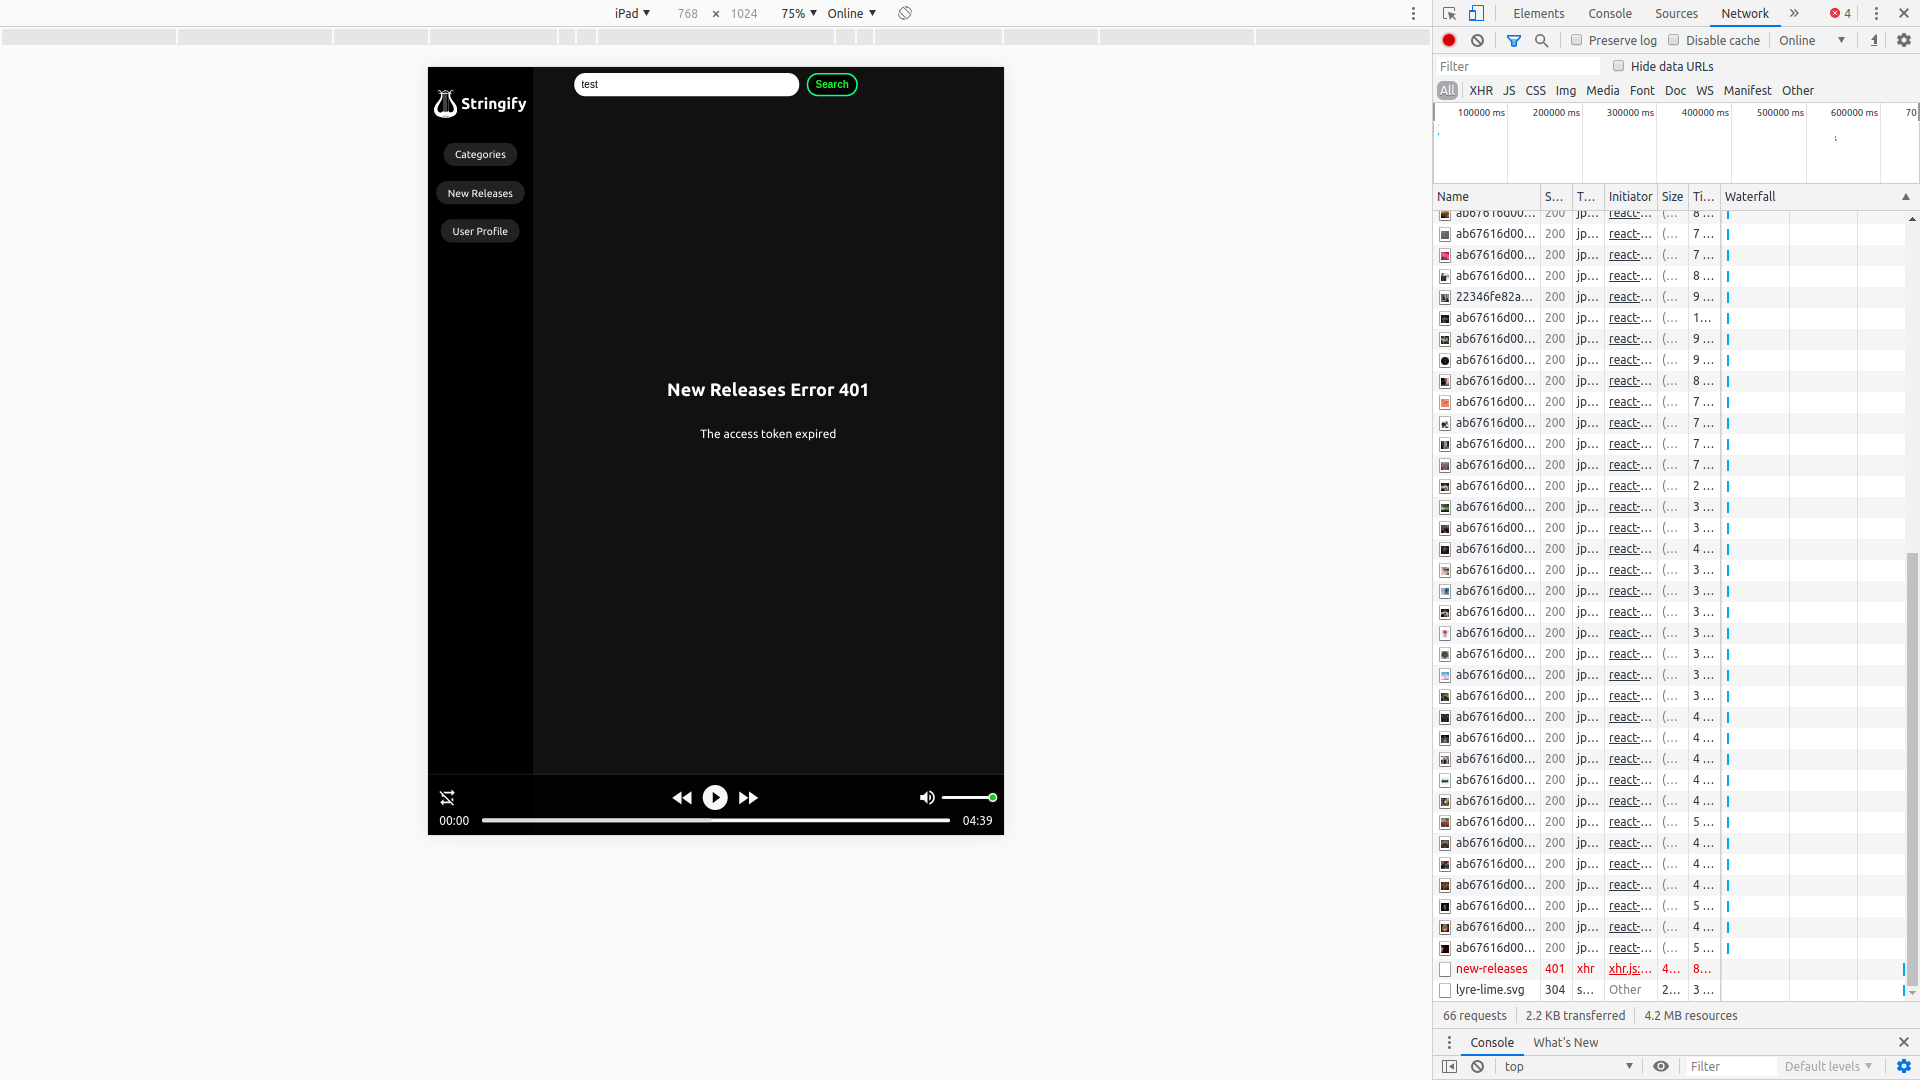 iPad ▼ 768 × 1024 75% ▼ Online ▼
test
Search
Stringify
Categories
New Releases
User Profile
New Releases Error 401
The access token expired
00:00
04:39
Elements Console Sources Network » 4
Preserve log Disable cache Online ▼
Filter
Hide data URLs
All XHR JS CSS Img Media Font Doc WS Manifest Other
100000 ms 200000 ms 300000 ms 400000 ms 500000 ms 600000 ms 70
Name S... T... Initiator Size Ti... Waterfall ▲
ab67616d00... 200 jp... react-... (... 8 ...
ab67616d00... 200 jp... react-... (... 7 ...
ab67616d00... 200 jp... react-... (... 7 ...
ab67616d00... 200 jp... react-... (... 8 ...
22346fe82a... 200 jp... react-... (... 9 ...
ab67616d00... 200 jp... react-... (... 1...
ab67616d00... 200 jp... react-... (... 9 ...
ab67616d00... 200 jp... react-... (... 9 ...
ab67616d00... 200 jp... react-... (... 8 ...
ab67616d00... 200 jp... react-... (... 7 ...
ab67616d00... 200 jp... react-... (... 7 ...
ab67616d00... 200 jp... react-... (... 7 ...
ab67616d00... 200 jp... react-... (... 7 ...
ab67616d00... 200 jp... react-... (... 2 ...
ab67616d00... 200 jp... react-... (... 3 ...
ab67616d00... 200 jp... react-... (... 3 ...
ab67616d00... 200 jp... react-... (... 4 ...
ab67616d00... 200 jp... react-... (... 3 ...
ab67616d00... 200 jp... react-... (... 3 ...
ab67616d00... 200 jp... react-... (... 3 ...
ab67616d00... 200 jp... react-... (... 3 ...
ab67616d00... 200 jp... react-... (... 3 ...
ab67616d00... 200 jp... react-... (... 3 ...
ab67616d00... 200 jp... react-... (... 3 ...
ab67616d00... 200 jp... react-... (... 4 ...
ab67616d00... 200 jp... react-... (... 4 ...
ab67616d00... 200 jp... react-... (... 4 ...
ab67616d00... 200 jp... react-... (... 4 ...
ab67616d00... 200 jp... react-... (... 4 ...
ab67616d00... 200 jp... react-... (... 5 ...
ab67616d00... 200 jp... react-... (... 4 ...
ab67616d00... 200 jp... react-... (... 4 ...
ab67616d00... 200 jp... react-... (... 4 ...
ab67616d00... 200 jp... react-... (... 5 ...
ab67616d00... 200 jp... react-... (... 4 ...
ab67616d00... 200 jp... react-... (... 5 ...
new-releases 401 xhr xhr.js:... 4... 8...
lyre-lime.svg 304 s... Other 2... 3 ...
66 requests 2.2 KB transferred 4.2 MB resources
Console What's New
top ▼ Filter Default levels ▼